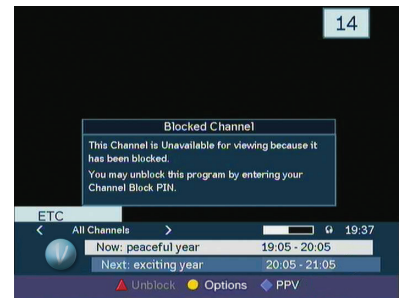 14
Blocked Channel
This Channel is Unavailable for viewing because it
has been blocked.
You may unblock this program by entering your
Channel Block PIN.
ETC
< All Channels > 19:37
Now: peaceful year 19:05 - 20:05
Next: exciting year 20:05 - 21:05
Unblock Options PPV